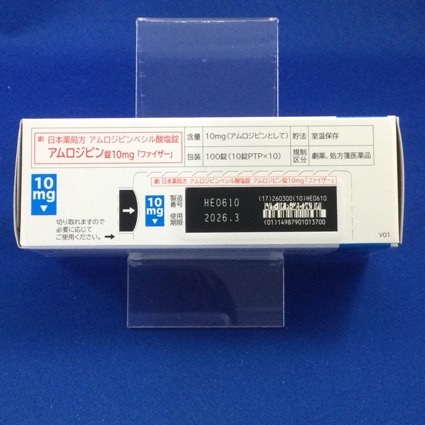 劇 日本薬局方 アムロジピンベシル酸塩錠
アムロジピン錠10mg「ファイザー」
含量 10mg(アムロジピンとして) 貯法 室温保存
包装 100錠(10錠PTP×10) 規制区分 劇薬、処方箋医薬品
10mg
切り取れますので
必要に応じて
ご使用ください。
劇 日本薬局方 アムロジピンベシル酸塩錠 アムロジピン錠10mg「ファイザー」
10mg
製造番号 HE0610
使用期限 2026.3
(17)260300(10)HE0610
(01)14987901013700
V01